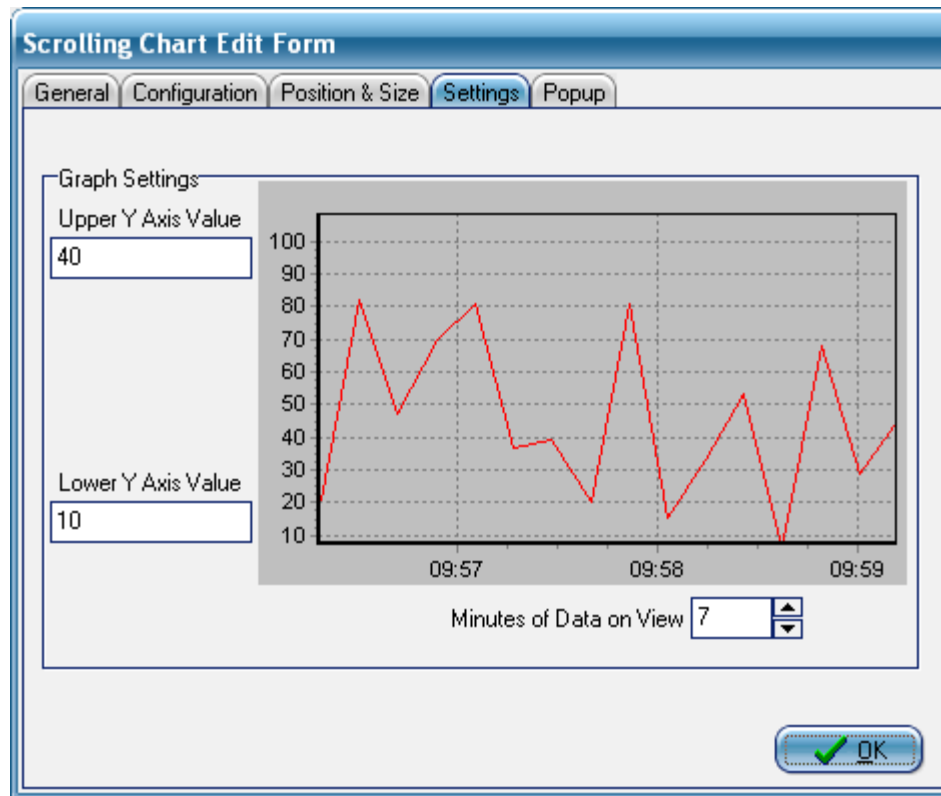 Scrolling Chart Edit Form
General Configuration Position & Size Settings Popup
Graph Settings
Upper Y Axis Value
40
100
90
80
70
60
50
40
30
20
10
Lower Y Axis Value
10
09:57 09:58 09:59
Minutes of Data on View 7
OK